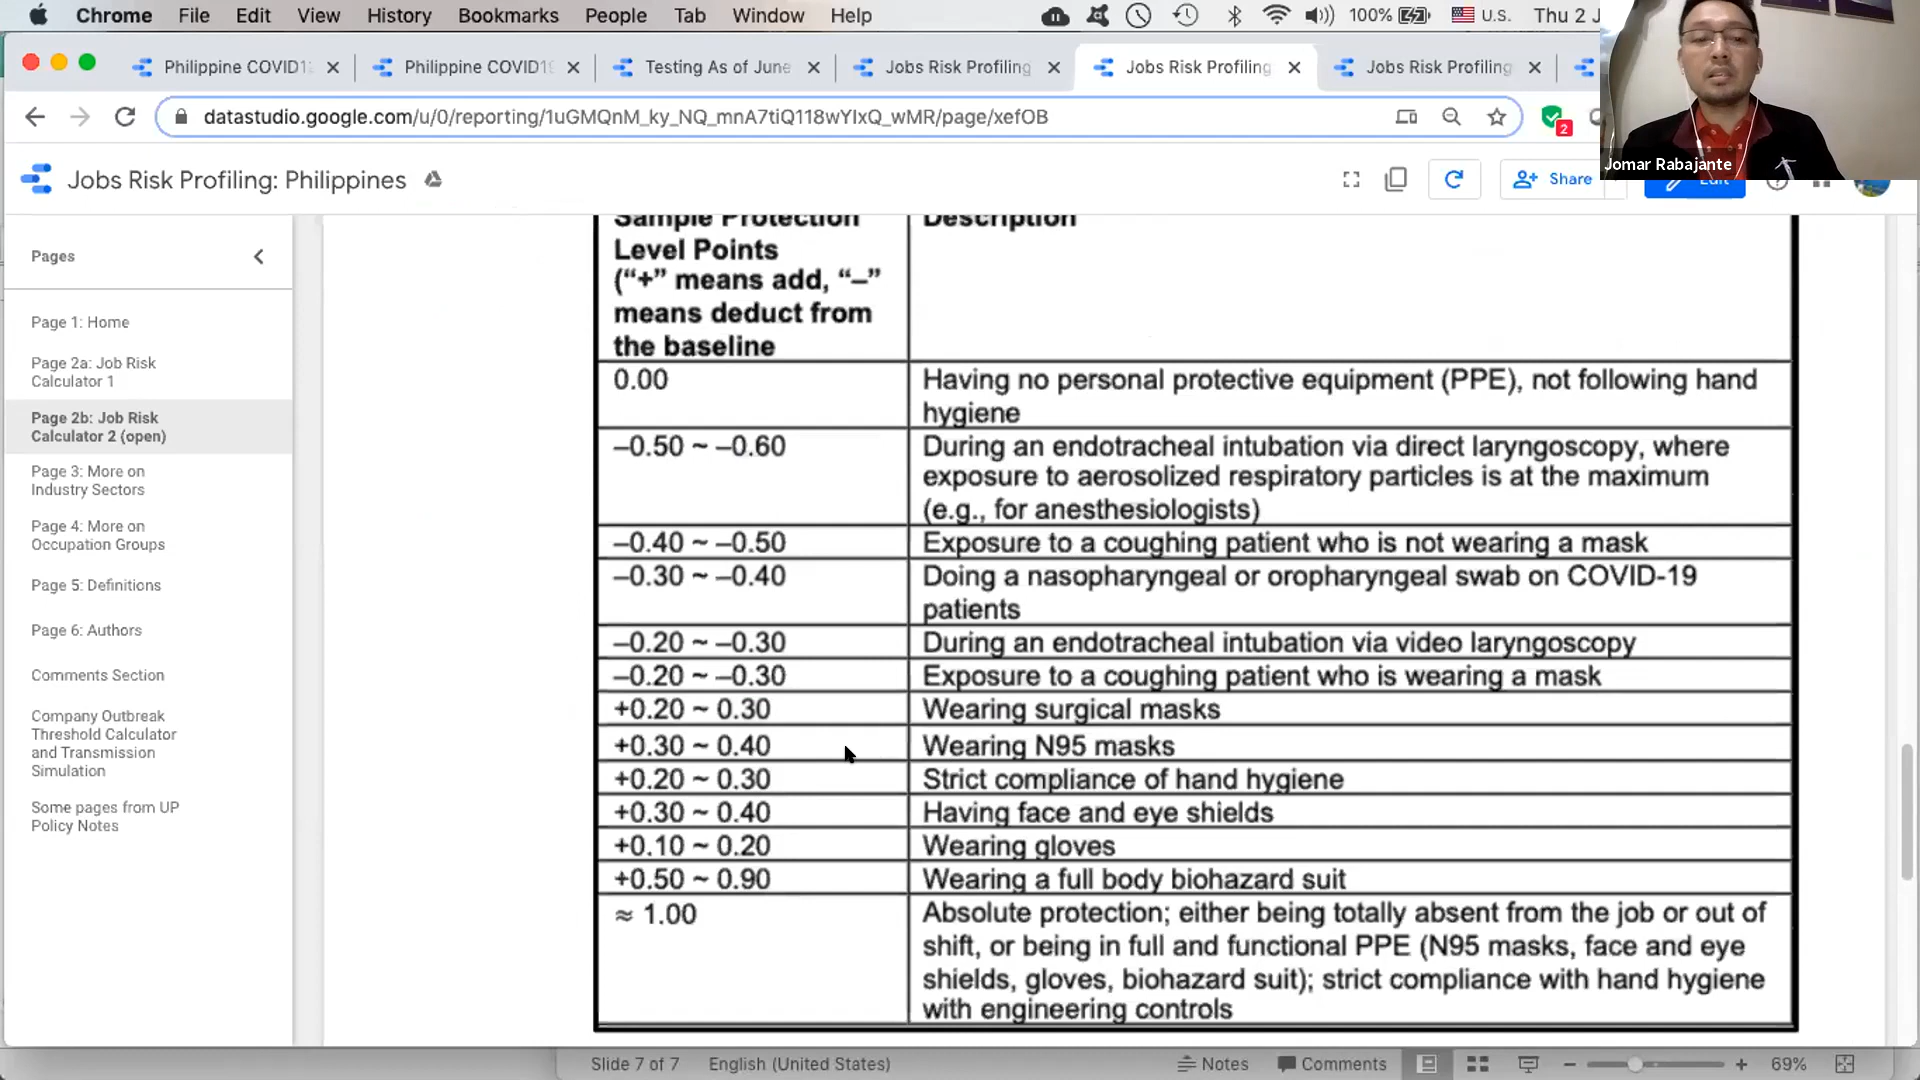 Chrome File Edit View History Bookmarks People Tab Window Help 100% U.S. Thu 2 J
Philippine COVID1 Philippine COVID19 Testing As of June Jobs Risk Profiling Jobs Risk Profiling Jobs Risk Profiling
datastudio.google.com/u/0/reporting/1uGMQnM_ky_NQ_mnA7tiQ118wYIxQ_wMR/page/xefOB 2
Jomar Rabajante
Jobs Risk Profiling: Philippines Share Edit
Pages
Page 1: Home
Page 2a: Job Risk
Calculator 1
Page 2b: Job Risk
Calculator 2 (open)
Page 3: More on
Industry Sectors
Page 4: More on
Occupation Groups
Page 5: Definitions
Page 6: Authors
Comments Section
Company Outbreak
Threshold Calculator
and Transmission
Simulation
Some pages from UP
Policy Notes
Sample Protection Description
Level Points
(“+” means add, “–”
means deduct from
the baseline
0.00 Having no personal protective equipment (PPE), not following hand
hygiene
–0.50 ~ –0.60 During an endotracheal intubation via direct laryngoscopy, where
exposure to aerosolized respiratory particles is at the maximum
(e.g., for anesthesiologists)
–0.40 ~ –0.50 Exposure to a coughing patient who is not wearing a mask
–0.30 ~ –0.40 Doing a nasopharyngeal or oropharyngeal swab on COVID-19
patients
–0.20 ~ –0.30 During an endotracheal intubation via video laryngoscopy
–0.20 ~ –0.30 Exposure to a coughing patient who is wearing a mask
+0.20 ~ 0.30 Wearing surgical masks
+0.30 ~ 0.40 Wearing N95 masks
+0.20 ~ 0.30 Strict compliance of hand hygiene
+0.30 ~ 0.40 Having face and eye shields
+0.10 ~ 0.20 Wearing gloves
+0.50 ~ 0.90 Wearing a full body biohazard suit
≈ 1.00 Absolute protection; either being totally absent from the job or out of
shift, or being in full and functional PPE (N95 masks, face and eye
shields, gloves, biohazard suit); strict compliance with hand hygiene
with engineering controls
Slide 7 of 7 English (United States) Notes Comments 69%